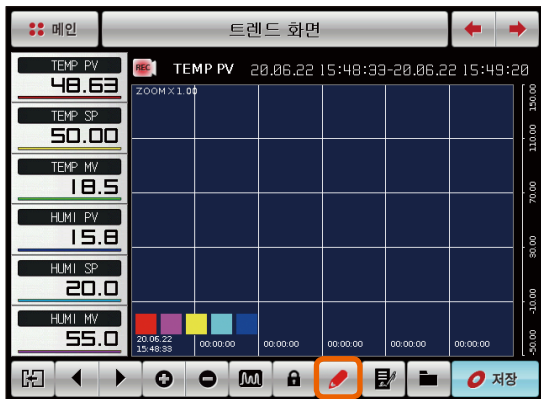 메인
트렌드 화면
TEMP PV
48.63
TEMP SP
50.00
TEMP MV
18.5
HUMI PV
15.8
HUMI SP
20.0
HUMI MV
55.0
REC TEMP PV 20.06.22 15:48:33-20.06.22 15:49:20
ZOOM X 1.00
150.00
110.00
70.00
30.00
-10.00
-50.00
20.06.22
15:48:33
00:00:00 00:00:00 00:00:00 00:00:00 00:00:00
저장